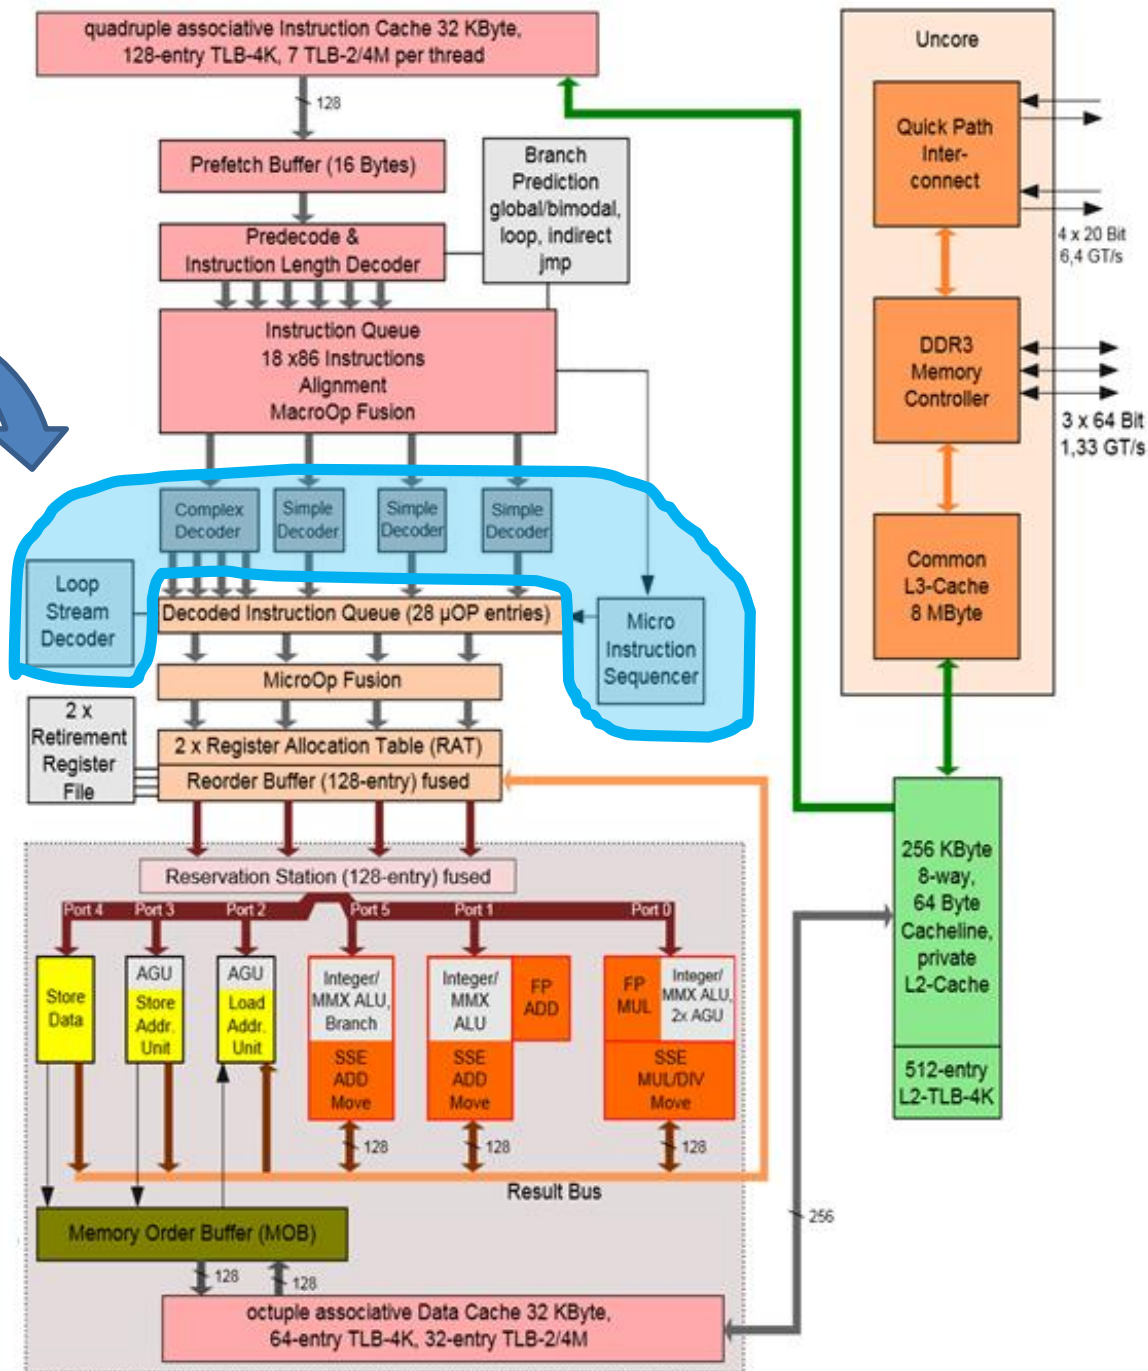 quadruple associative Instruction Cache 32 KByte,
128-entry TLB-4K, 7 TLB-2/4M per thread
128
Prefetch Buffer (16 Bytes)
Predecode &
Instruction Length Decoder
Branch
Prediction
global/bimodal,
loop, indirect
jmp
Instruction Queue
18 x86 Instructions
Alignment
MacroOp Fusion
Complex
Decoder
Simple
Decoder
Simple
Decoder
Simple
Decoder
Loop
Stream
Decoder
Decoded Instruction Queue (28 µOP entries)
Micro
Instruction
Sequencer
MicroOp Fusion
2 x
Retirement
Register
File
2 x Register Allocation Table (RAT)
Reorder Buffer (128-entry) fused
Reservation Station (128-entry) fused
Port 4
Port 3
Port 2
Port 5
Port 1
Port 0
Store
Data
AGU
Store
Addr.
Unit
AGU
Load
Addr.
Unit
Integer/
MMX ALU,
Branch
SSE
ADD
Move
Integer/
MMX
ALU
FP
ADD
SSE
ADD
Move
FP
MUL
Integer/
MMX ALU,
2x AGU
SSE
MUL/DIV
Move
128
128
128
Result Bus
Memory Order Buffer (MOB)
128
128
octuple associative Data Cache 32 KByte,
64-entry TLB-4K, 32-entry TLB-2/4M
Uncore
Quick Path
Inter-
connect
4 x 20 Bit
6,4 GT/s
DDR3
Memory
Controller
3 x 64 Bit
1,33 GT/s
Common
L3-Cache
8 MByte
256 KByte
8-way,
64 Byte
Cacheline,
private
L2-Cache
512-entry
L2-TLB-4K
256